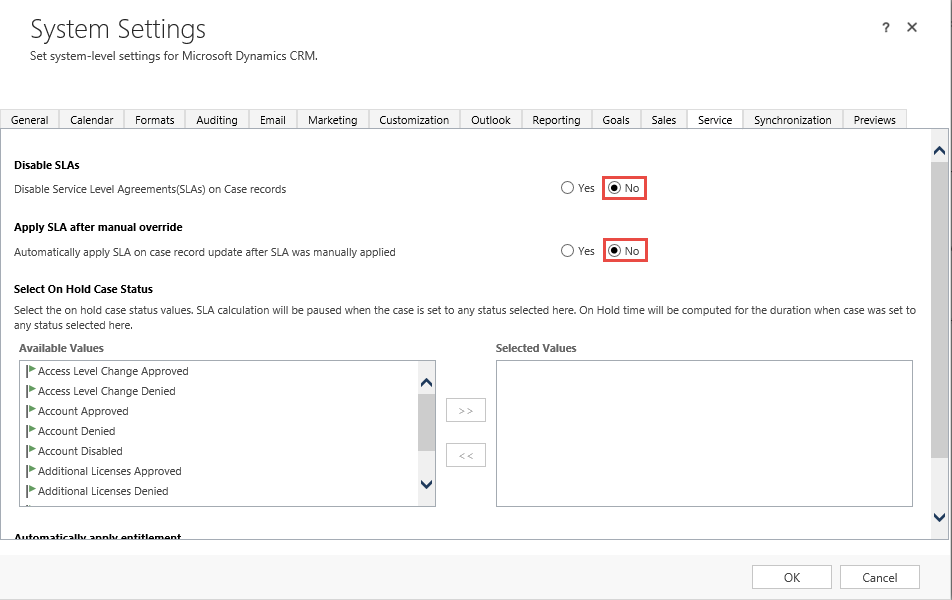 System Settings
? ×
Set system-level settings for Microsoft Dynamics CRM.
General Calendar Formats Auditing Email Marketing Customization Outlook Reporting Goals Sales Service Synchronization Previews
Disable SLAs
Disable Service Level Agreements(SLAs) on Case records Yes No
Apply SLA after manual override
Automatically apply SLA on case record update after SLA was manually applied Yes No
Select On Hold Case Status
Select the on hold case status values. SLA calculation will be paused when the case is set to any status selected here. On Hold time will be computed for the duration when case was set to
any status selected here.
Available Values Selected Values
Access Level Change Approved
Access Level Change Denied
Account Approved
>>
Account Denied
Account Disabled
<<
Additional Licenses Approved
Additional Licenses Denied
Automatically apply entitlement
OK Cancel